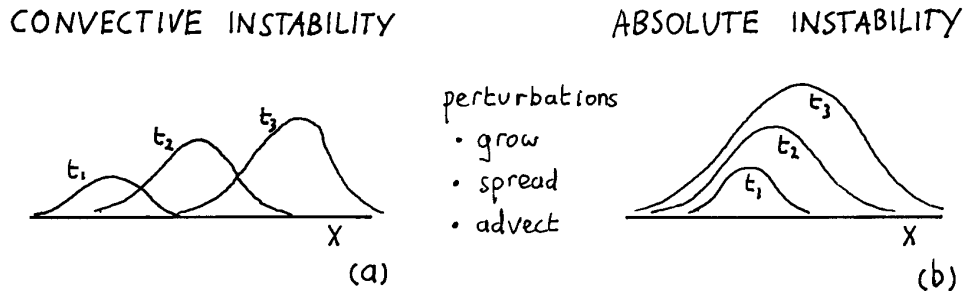 CONVECTIVE INSTABILITY
ABSOLUTE INSTABILITY
t₁
t₂
t₃
X
(a)
perturbations
• grow
• spread
• advect
t₃
t₂
t₁
X
(b)